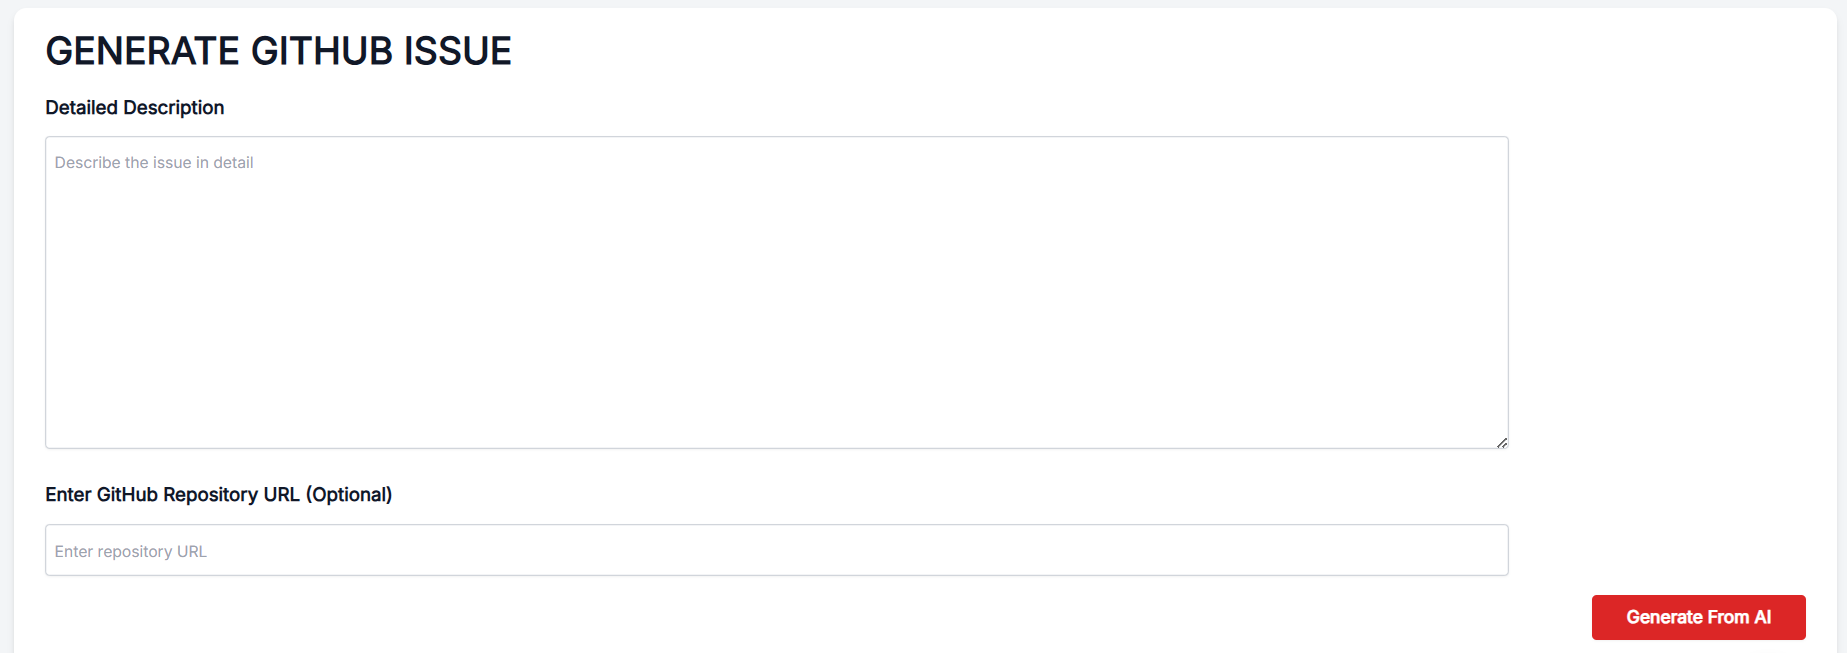 GENERATE GITHUB ISSUE
Detailed Description
Describe the issue in detail
Enter GitHub Repository URL (Optional)
Enter repository URL
Generate From AI